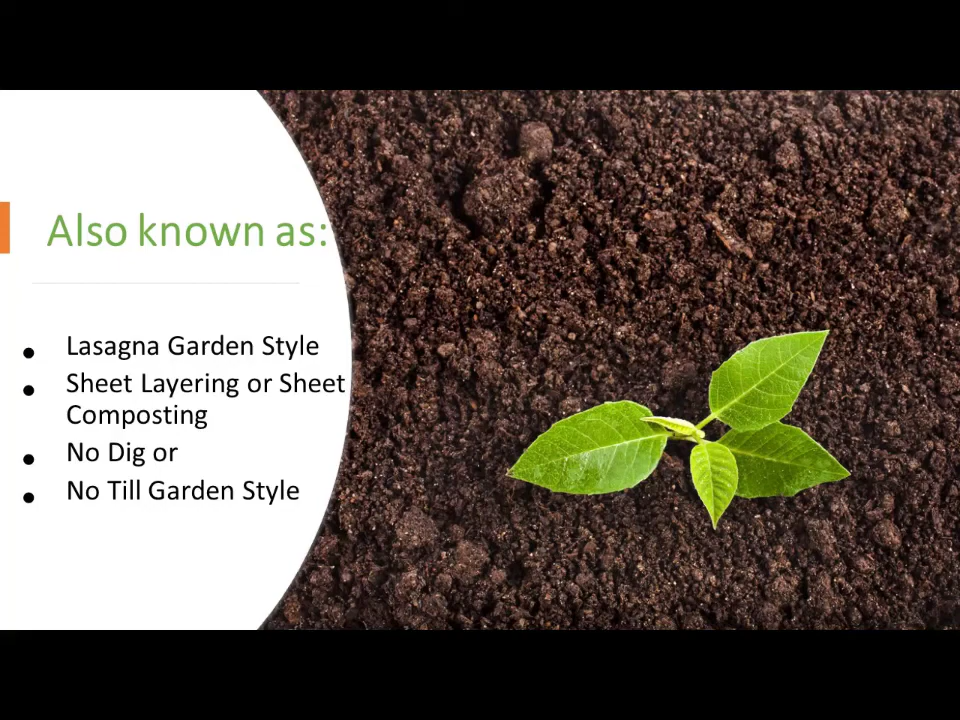 Also known as:
• Lasagna Garden Style
• Sheet Layering or Sheet
Composting
• No Dig or
• No Till Garden Style